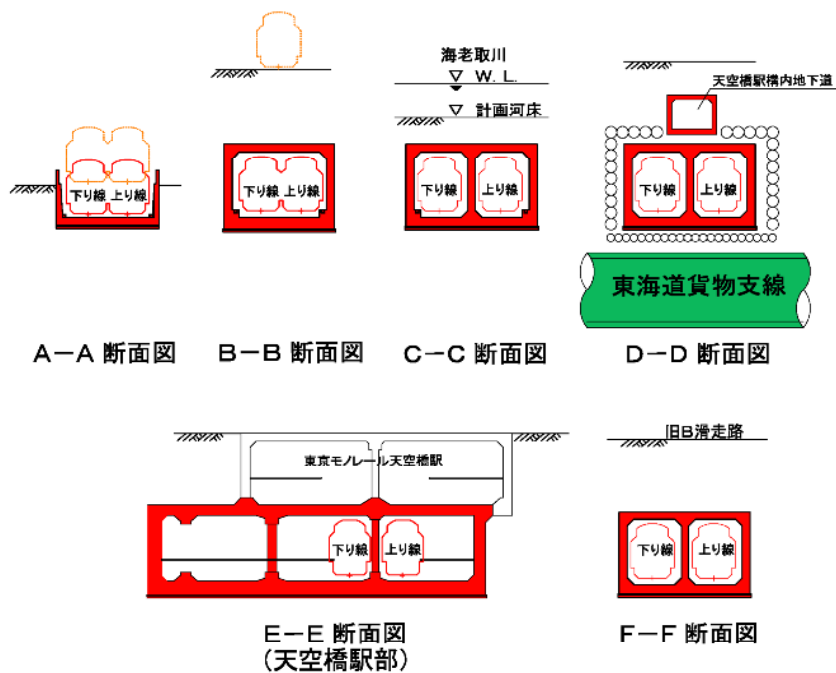 海老取川
W. L.
計画河床
天空橋駅構内地下道
下り線 上り線
下り線 上り線
下り線 上り線
下り線 上り線
東海道貨物支線
A－A 断面図
B－B 断面図
C－C 断面図
D－D 断面図
旧B滑走路
東京モノレール天空橋駅
下り線 上り線
下り線 上り線
E－E 断面図
(天空橋駅部)
F－F 断面図